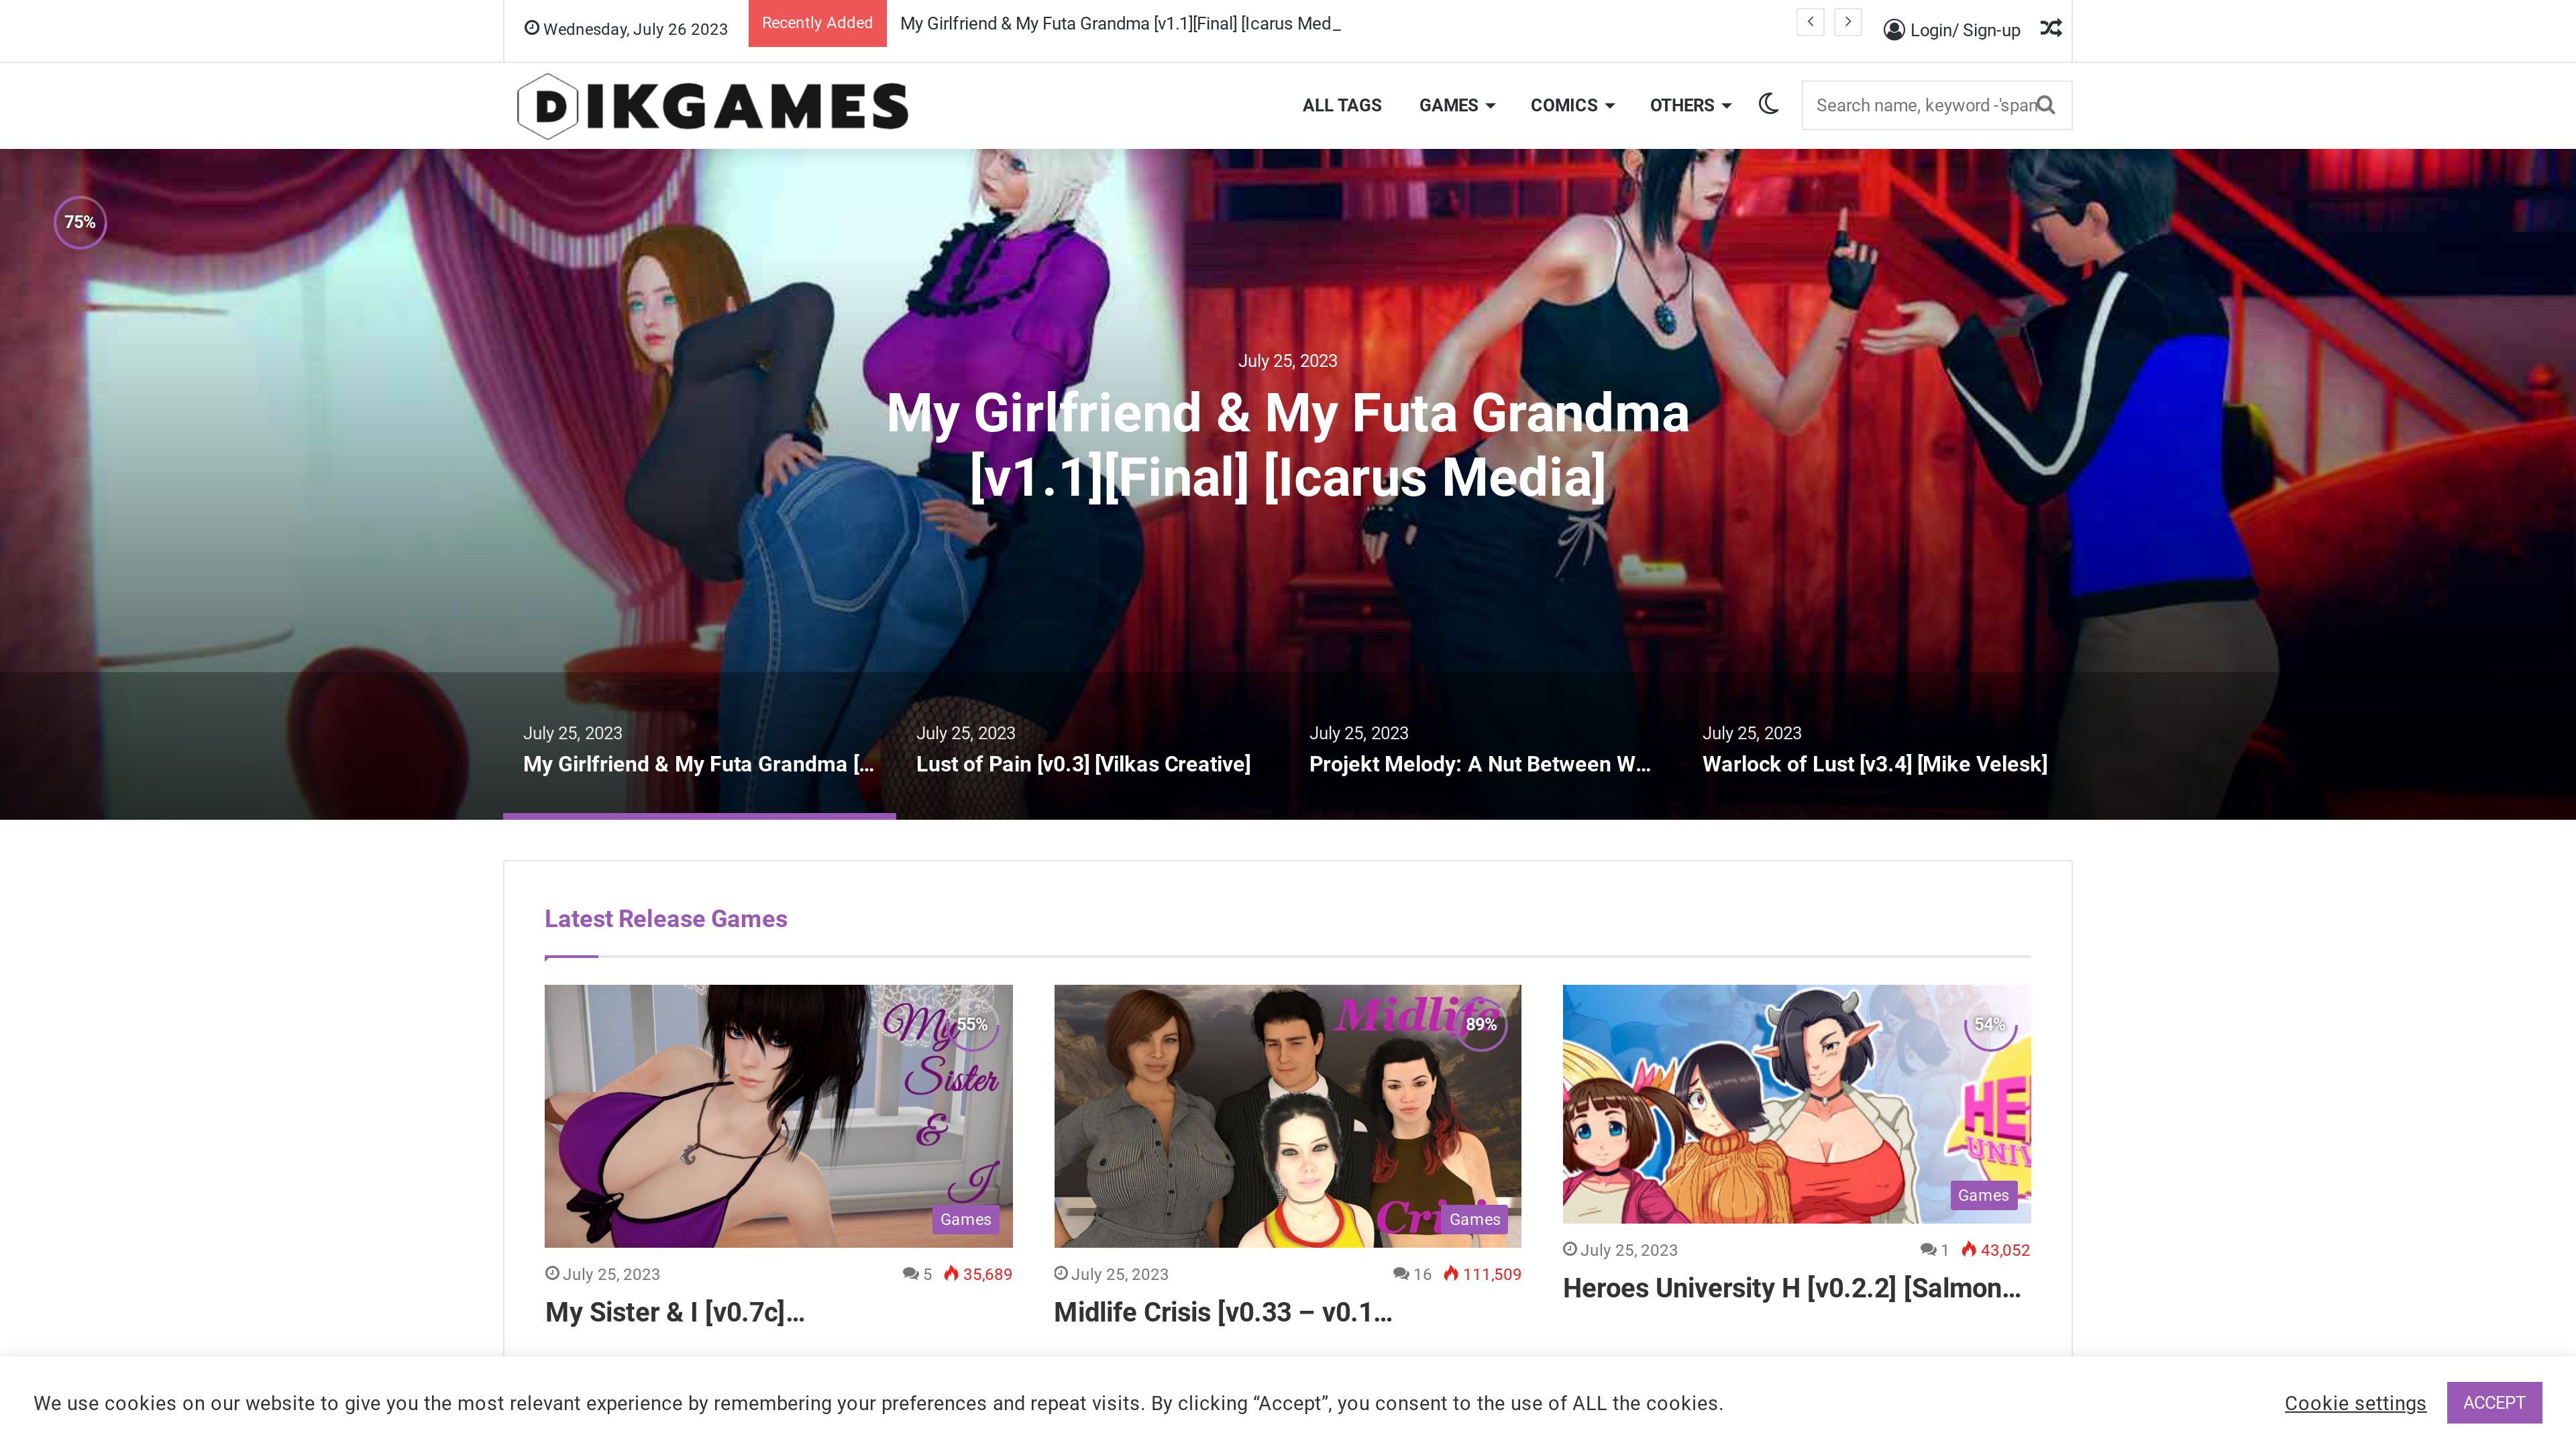 Wednesday, July 26 2023
Recently Added
My Girlfriend & My Futa Grandma [v1.1][Final] [Icarus Med_
Login/ Sign-up
DIKGAMES
ALL TAGS
GAMES
COMICS
OTHERS
Search name, keyword -'span
75%
July 25, 2023
My Girlfriend & My Futa Grandma
[v1.1][Final] [Icarus Media]
July 25, 2023
My Girlfriend & My Futa Grandma [...
July 25, 2023
Lust of Pain [v0.3] [Vilkas Creative]
July 25, 2023
Projekt Melody: A Nut Between W...
July 25, 2023
Warlock of Lust [v3.4] [Mike Velesk]
Latest Release Games
My
Sister
&
I
55%
Games
July 25, 2023
5
35,689
My Sister & I [v0.7c]...
Midlife
89%
Games
July 25, 2023
16
111,509
Midlife Crisis [v0.33 – v0.1...
54%
HE
UNIV
Games
July 25, 2023
1
43,052
Heroes University H [v0.2.2] [Salmon...
We use cookies on our website to give you the most relevant experience by remembering your preferences and repeat visits. By clicking “Accept”, you consent to the use of ALL the cookies.
Cookie settings
ACCEPT